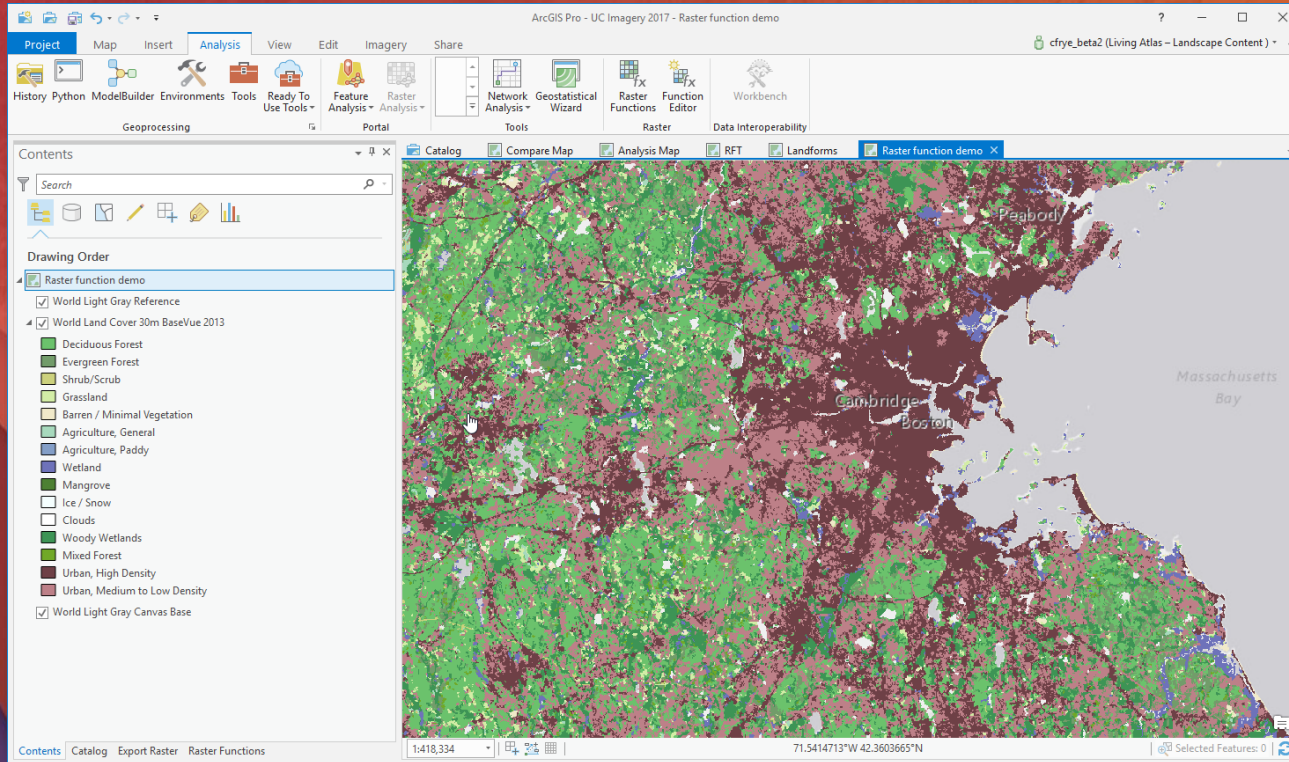 ArcGIS Pro - UC Imagery 2017 - Raster function demo
?
Project Map Insert Analysis View Edit Imagery Share
cfrye_beta2 (Living Atlas – Landscape Content )
History Python ModelBuilder Environments Tools Ready To Use Tools
Feature Analysis Raster Analysis
Network Analysis Geostatistical Wizard
Raster Functions Function Editor
Workbench
Geoprocessing Portal Tools Raster Data Interoperability
Contents
Search
Drawing Order
Raster function demo
World Light Gray Reference
World Land Cover 30m BaseVue 2013
Deciduous Forest
Evergreen Forest
Shrub/Scrub
Grassland
Barren / Minimal Vegetation
Agriculture, General
Agriculture, Paddy
Wetland
Mangrove
Ice / Snow
Clouds
Woody Wetlands
Mixed Forest
Urban, High Density
Urban, Medium to Low Density
World Light Gray Canvas Base
Contents Catalog Export Raster Raster Functions
Catalog Compare Map Analysis Map RFT Landforms Raster function demo
Peabody
Massachusetts
Bay
Cambridge
Boston
1:418,334
71.5414713°W 42.3603665°N
Selected Features: 0